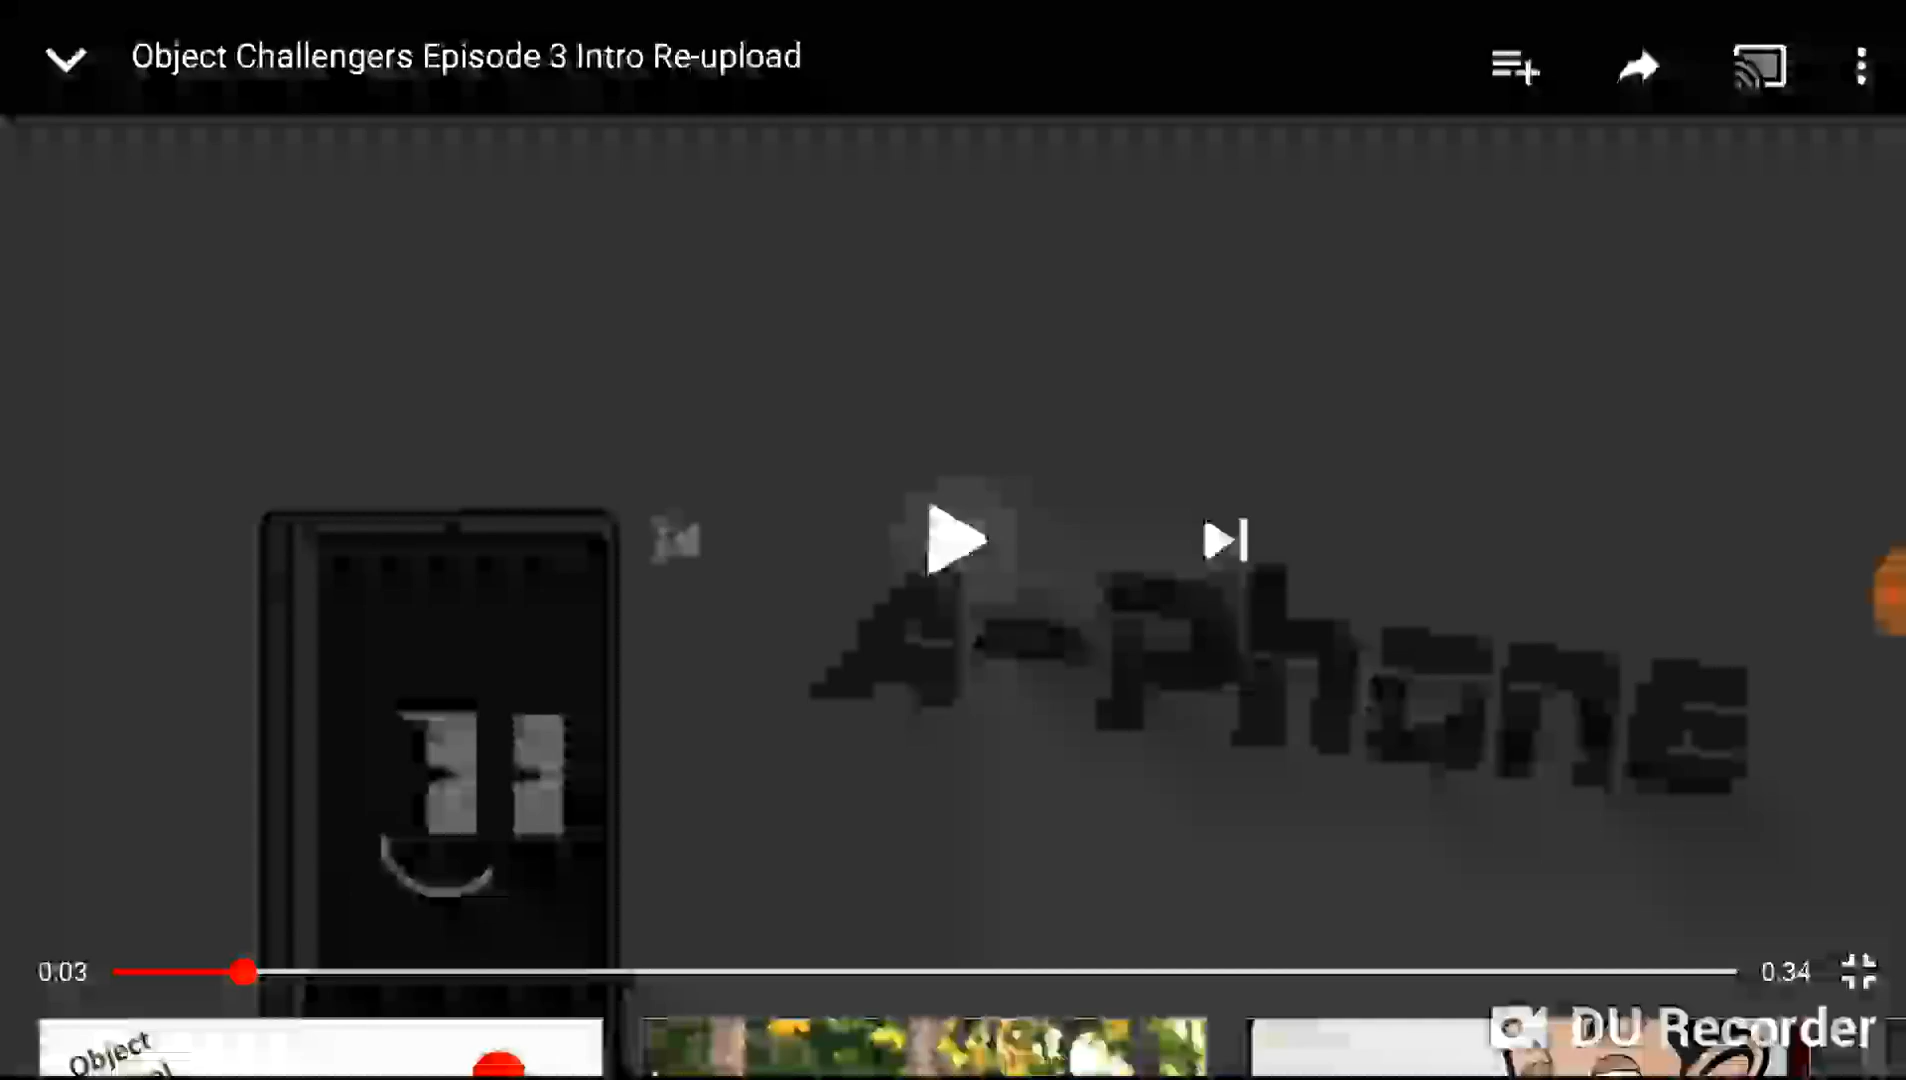 Object Challengers Episode 3 Intro Re-upload
A-Phone
0:03
0:34
DU Recorder
Object